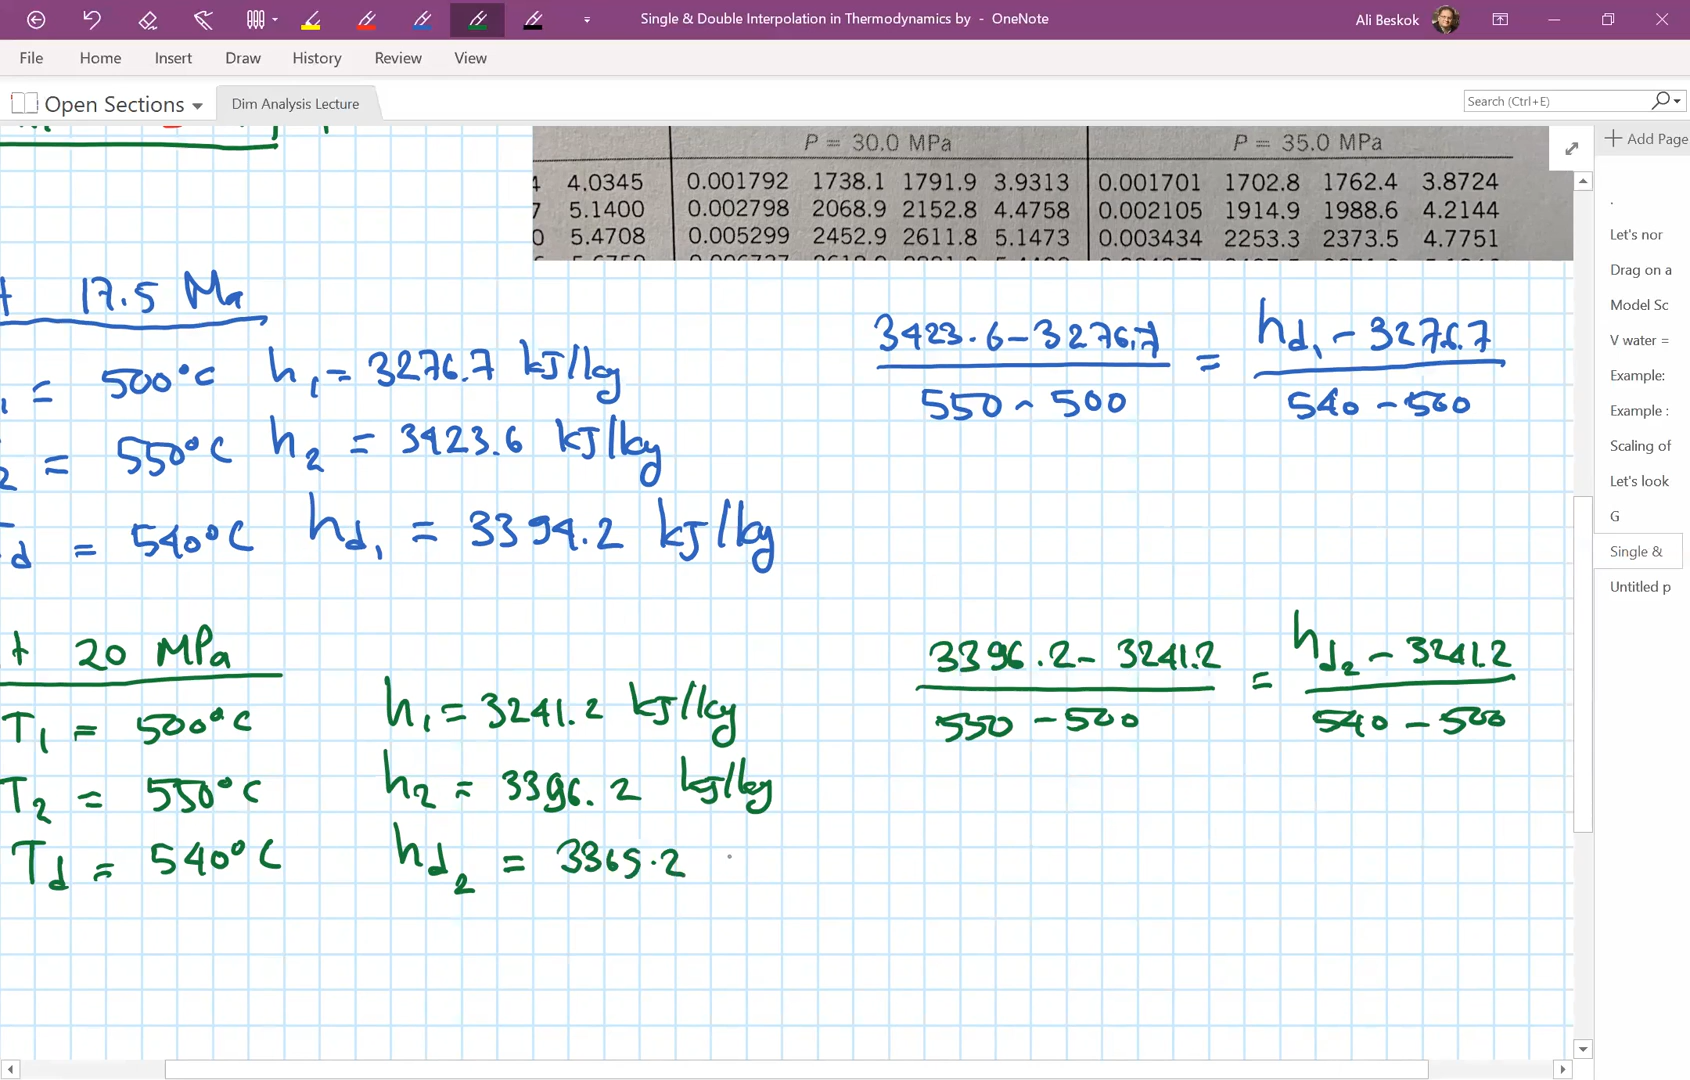 Single & Double Interpolation in Thermodynamics by - OneNote
Ali Beskok
File Home Insert Draw History Review View
Open Sections
Dim Analysis Lecture
Search (Ctrl+E)
Add Page
P = 30.0 MPa P = 35.0 MPa
4 4.0345 0.001792 1738.1 1791.9 3.9313 0.001701 1702.8 1762.4 3.8724
7 5.1400 0.002798 2068.9 2152.8 4.4758 0.002105 1914.9 1988.6 4.2144
0 5.4708 0.005299 2452.9 2611.8 5.1473 0.003434 2253.3 2373.5 4.7751
t 17.5 MPa
1 = 500°C h1 = 3276.7 kJ/kg
2 = 550°C h2 = 3423.6 kJ/kg
Td = 540°C hd1 = 3394.2 kJ/kg
3423.6 - 3276.7 / 550 - 500 = hd1 - 3276.7 / 540 - 500
t 20 MPa
T1 = 500°C h1 = 3241.2 kJ/kg
T2 = 550°C h2 = 3396.2 kJ/kg
Td = 540°C hd2 = 3365.2
3396.2 - 3241.2 / 550 - 500 = hd2 - 3241.2 / 540 - 500
.
Let's nor
Drag on a
Model Sc
V water =
Example:
Example :
Scaling of
Let's look
G
Single &
Untitled p